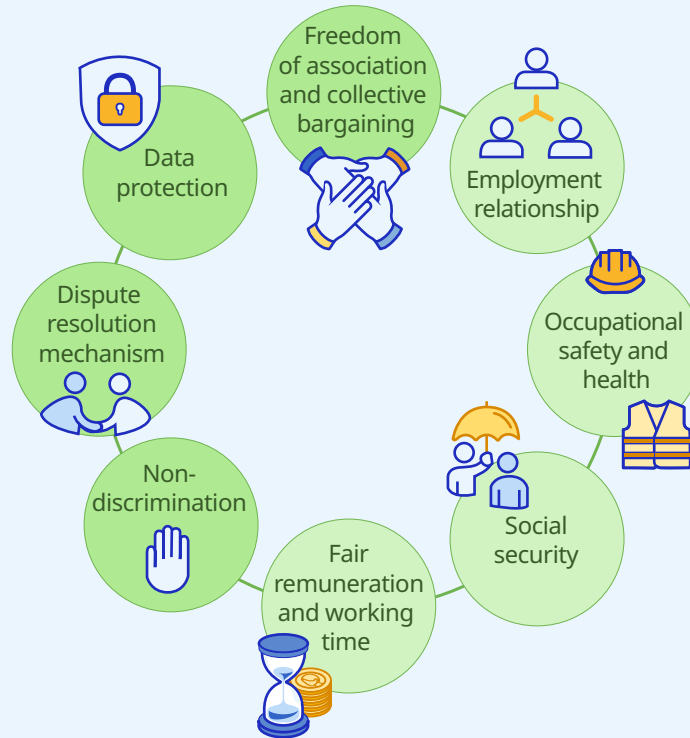 Freedom
of association
and collective
bargaining
Employment
relationship
Occupational
safety and
health
Social
security
Fair
remuneration
and working
time
Non-
discrimination
Dispute
resolution
mechanism
Data
protection